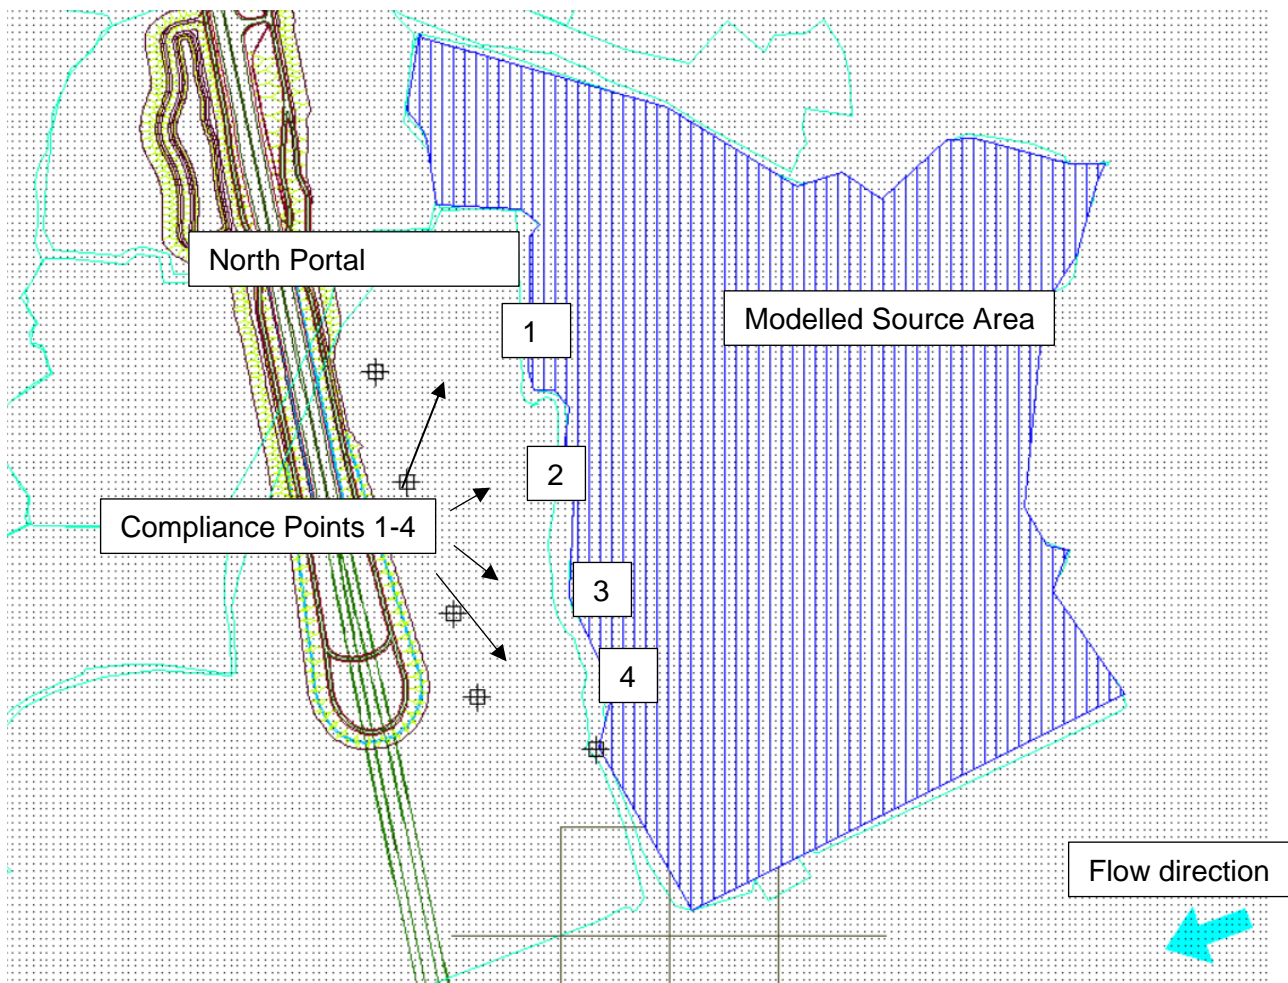 North Portal
Modelled Source Area
1
2
Compliance Points 1-4
3
4
Flow direction